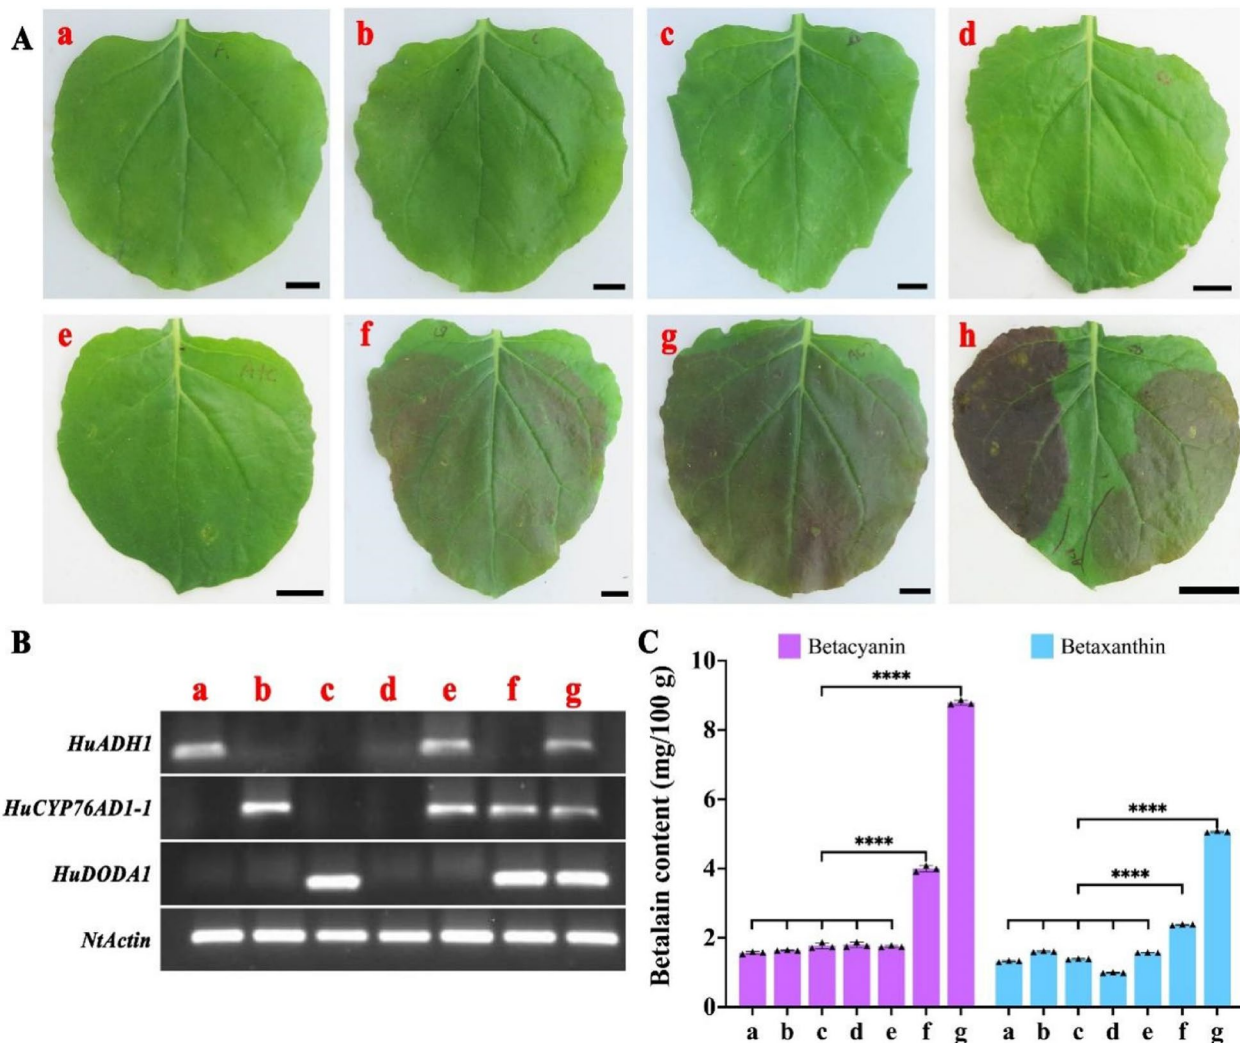 A
a
b
c
d
e
f
g
h
B
a b c d e f g
HuADH1
HuCYP76AD1-1
HuDODA1
NtActin
C
Betacyanin
Betaxanthin
Betalain content (mg/100 g)
10
8
6
4
2
0
****
****
****
****
a b c d e f g
a b c d e f g